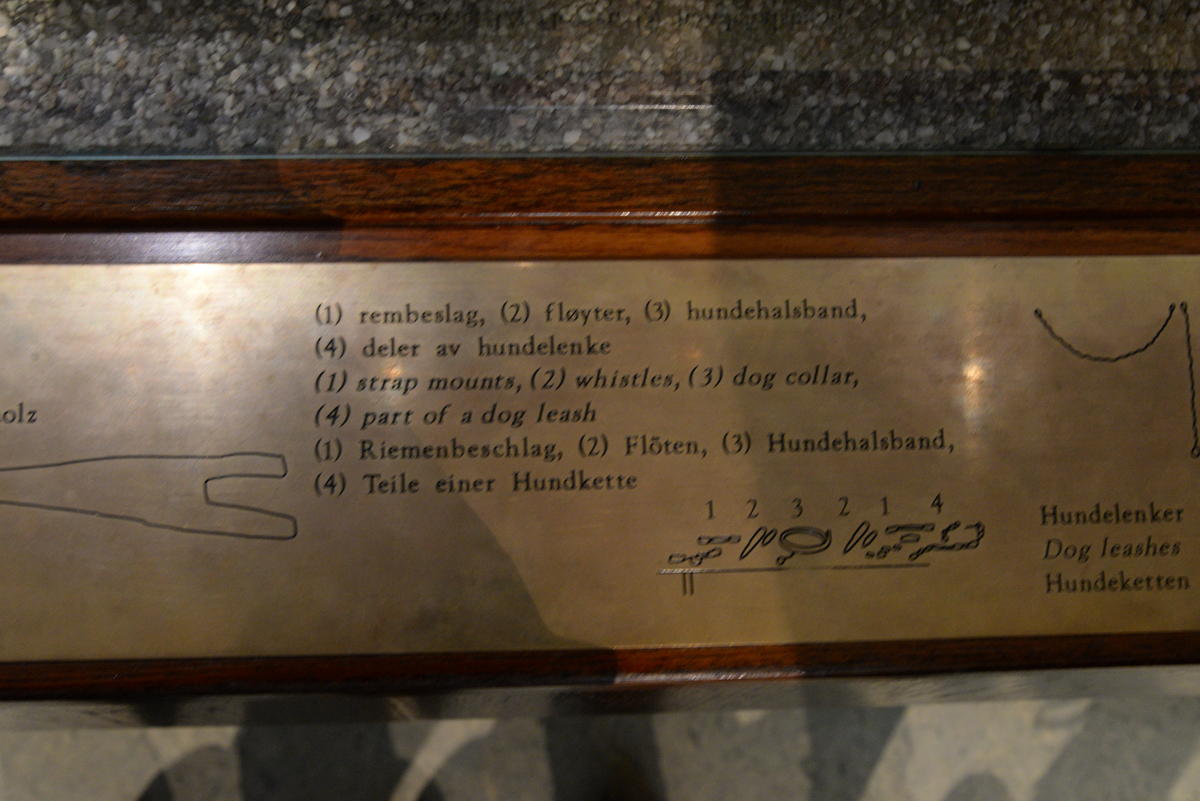 olz
(1) rembeslag, (2) fløyter, (3) hundehalsband,
(4) deler av hundelenke
(1) strap mounts, (2) whistles, (3) dog collar,
(4) part of a dog leash
(1) Riemenbeschlag, (2) Flöten, (3) Hundehalsband,
(4) Teile einer Hundkette
1 2 3 2 1 4
Hundelenker
Dog leashes
Hundeketten